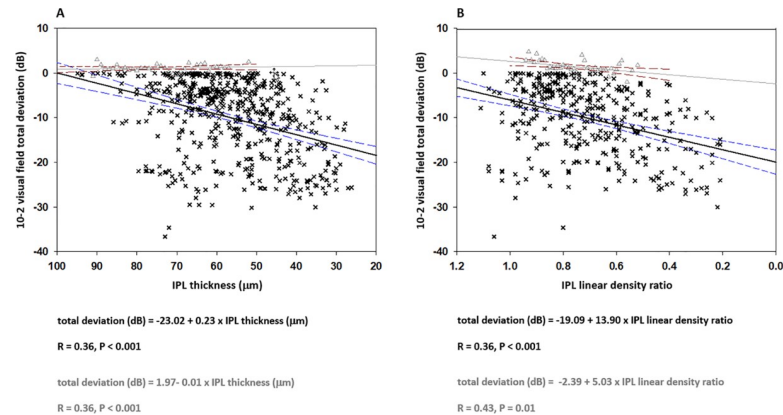 A
10
0
-10
-20
-30
-40
10-2 visual field total deviation (dB)
100 90 80 70 60 50 40 30 20
IPL thickness (μm)
total deviation (dB) = -23.02 + 0.23 x IPL thickness (μm)
R = 0.36, P < 0.001
total deviation (dB) = 1.97- 0.01 x IPL thickness (μm)
R = 0.36, P < 0.001
B
10
0
-10
-20
-30
-40
10-2 visual field total deviation (dB)
1.2 1.0 0.8 0.6 0.4 0.2 0.0
IPL linear density ratio
total deviation (dB) = -19.09 + 13.90 x IPL linear density ratio
R = 0.36, P < 0.001
total deviation (dB) = -2.39 + 5.03 x IPL linear density ratio
R = 0.43, P = 0.01